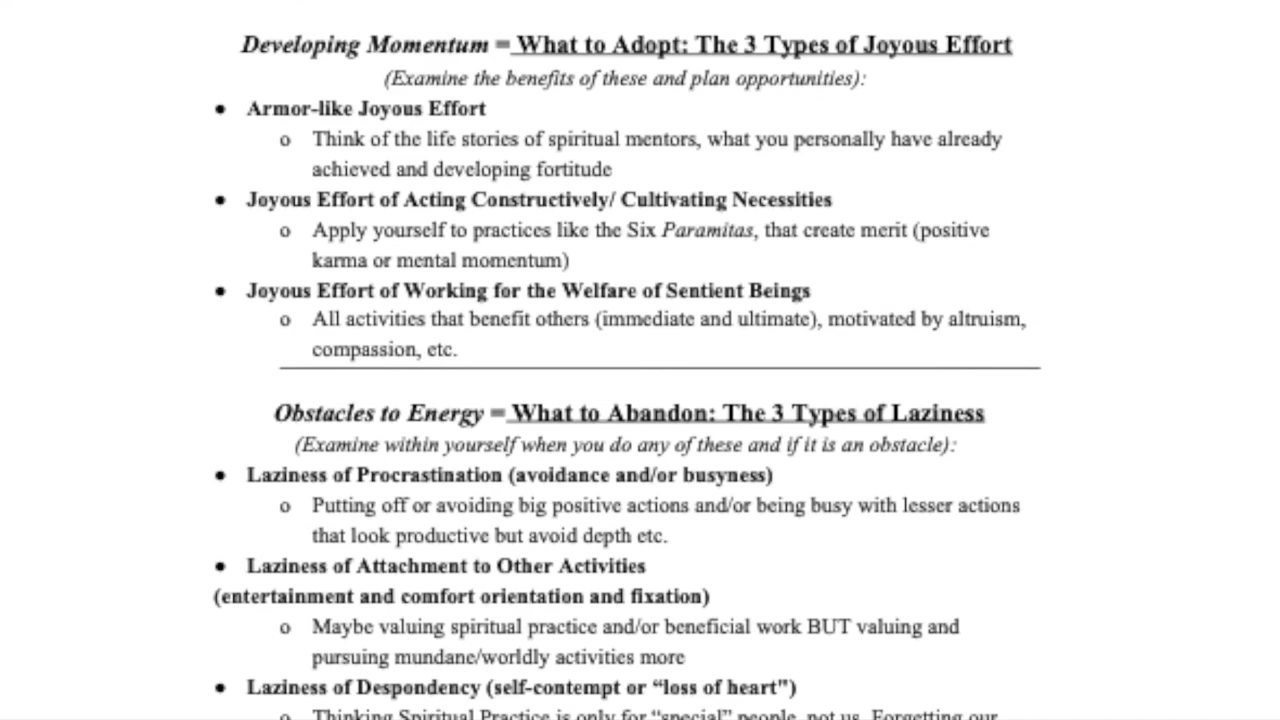 Developing Momentum = What to Adopt: The 3 Types of Joyous Effort
(Examine the benefits of these and plan opportunities):
● Armor-like Joyous Effort
o Think of the life stories of spiritual mentors, what you personally have already
achieved and developing fortitude
● Joyous Effort of Acting Constructively/ Cultivating Necessities
o Apply yourself to practices like the Six Paramitas, that create merit (positive
karma or mental momentum)
● Joyous Effort of Working for the Welfare of Sentient Beings
o All activities that benefit others (immediate and ultimate), motivated by altruism,
compassion, etc.
Obstacles to Energy = What to Abandon: The 3 Types of Laziness
(Examine within yourself when you do any of these and if it is an obstacle):
● Laziness of Procrastination (avoidance and/or busyness)
o Putting off or avoiding big positive actions and/or being busy with lesser actions
that look productive but avoid depth etc.
● Laziness of Attachment to Other Activities
(entertainment and comfort orientation and fixation)
o Maybe valuing spiritual practice and/or beneficial work BUT valuing and
pursuing mundane/worldly activities more
● Laziness of Despondency (self-contempt or “loss of heart")
o Thinking Spiritual Practice is only for “special” people, not us. Forgetting our